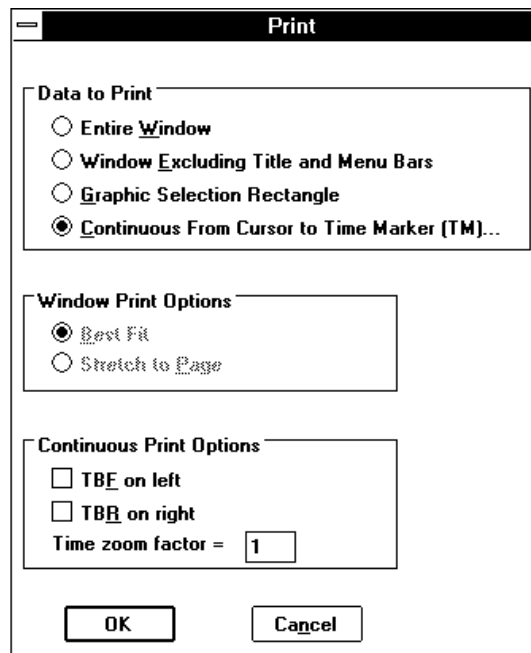 Print
Data to Print
Entire Window
Window Excluding Title and Menu Bars
Graphic Selection Rectangle
Continuous From Cursor to Time Marker (TM)...
Window Print Options
Best Fit
Stretch to Page
Continuous Print Options
TBF on left
TBR on right
Time zoom factor = 1
OK
Cancel